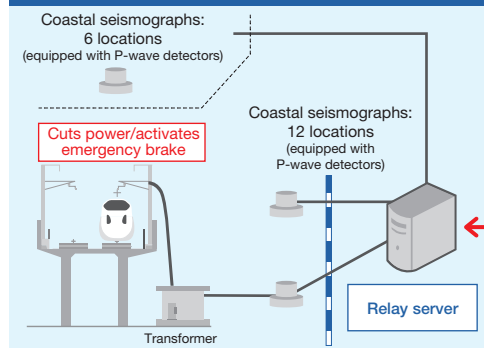 Coastal seismographs:
6 locations
(equipped with P-wave detectors)
Coastal seismographs:
12 locations
(equipped with
P-wave detectors)
Cuts power/activates
emergency brake
Relay server
Transformer